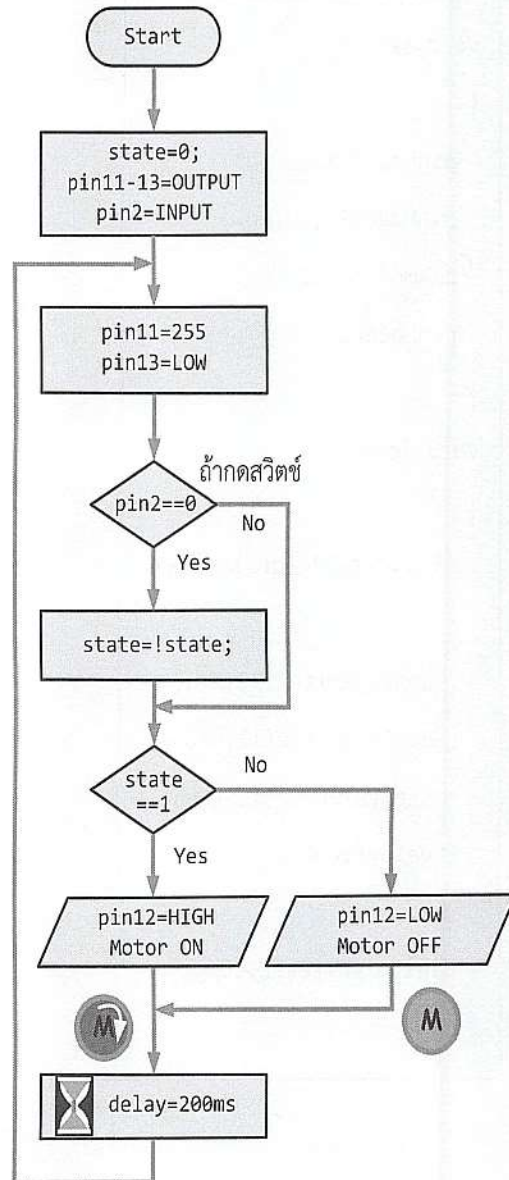 Start
state=0;
pin11-13=OUTPUT
pin2=INPUT
pin11=255
pin13=LOW
ถ้ากดสวิตช์
pin2==0
No
Yes
state=!state;
state
==1
No
Yes
pin12=HIGH
Motor ON
pin12=LOW
Motor OFF
M
M
delay=200ms